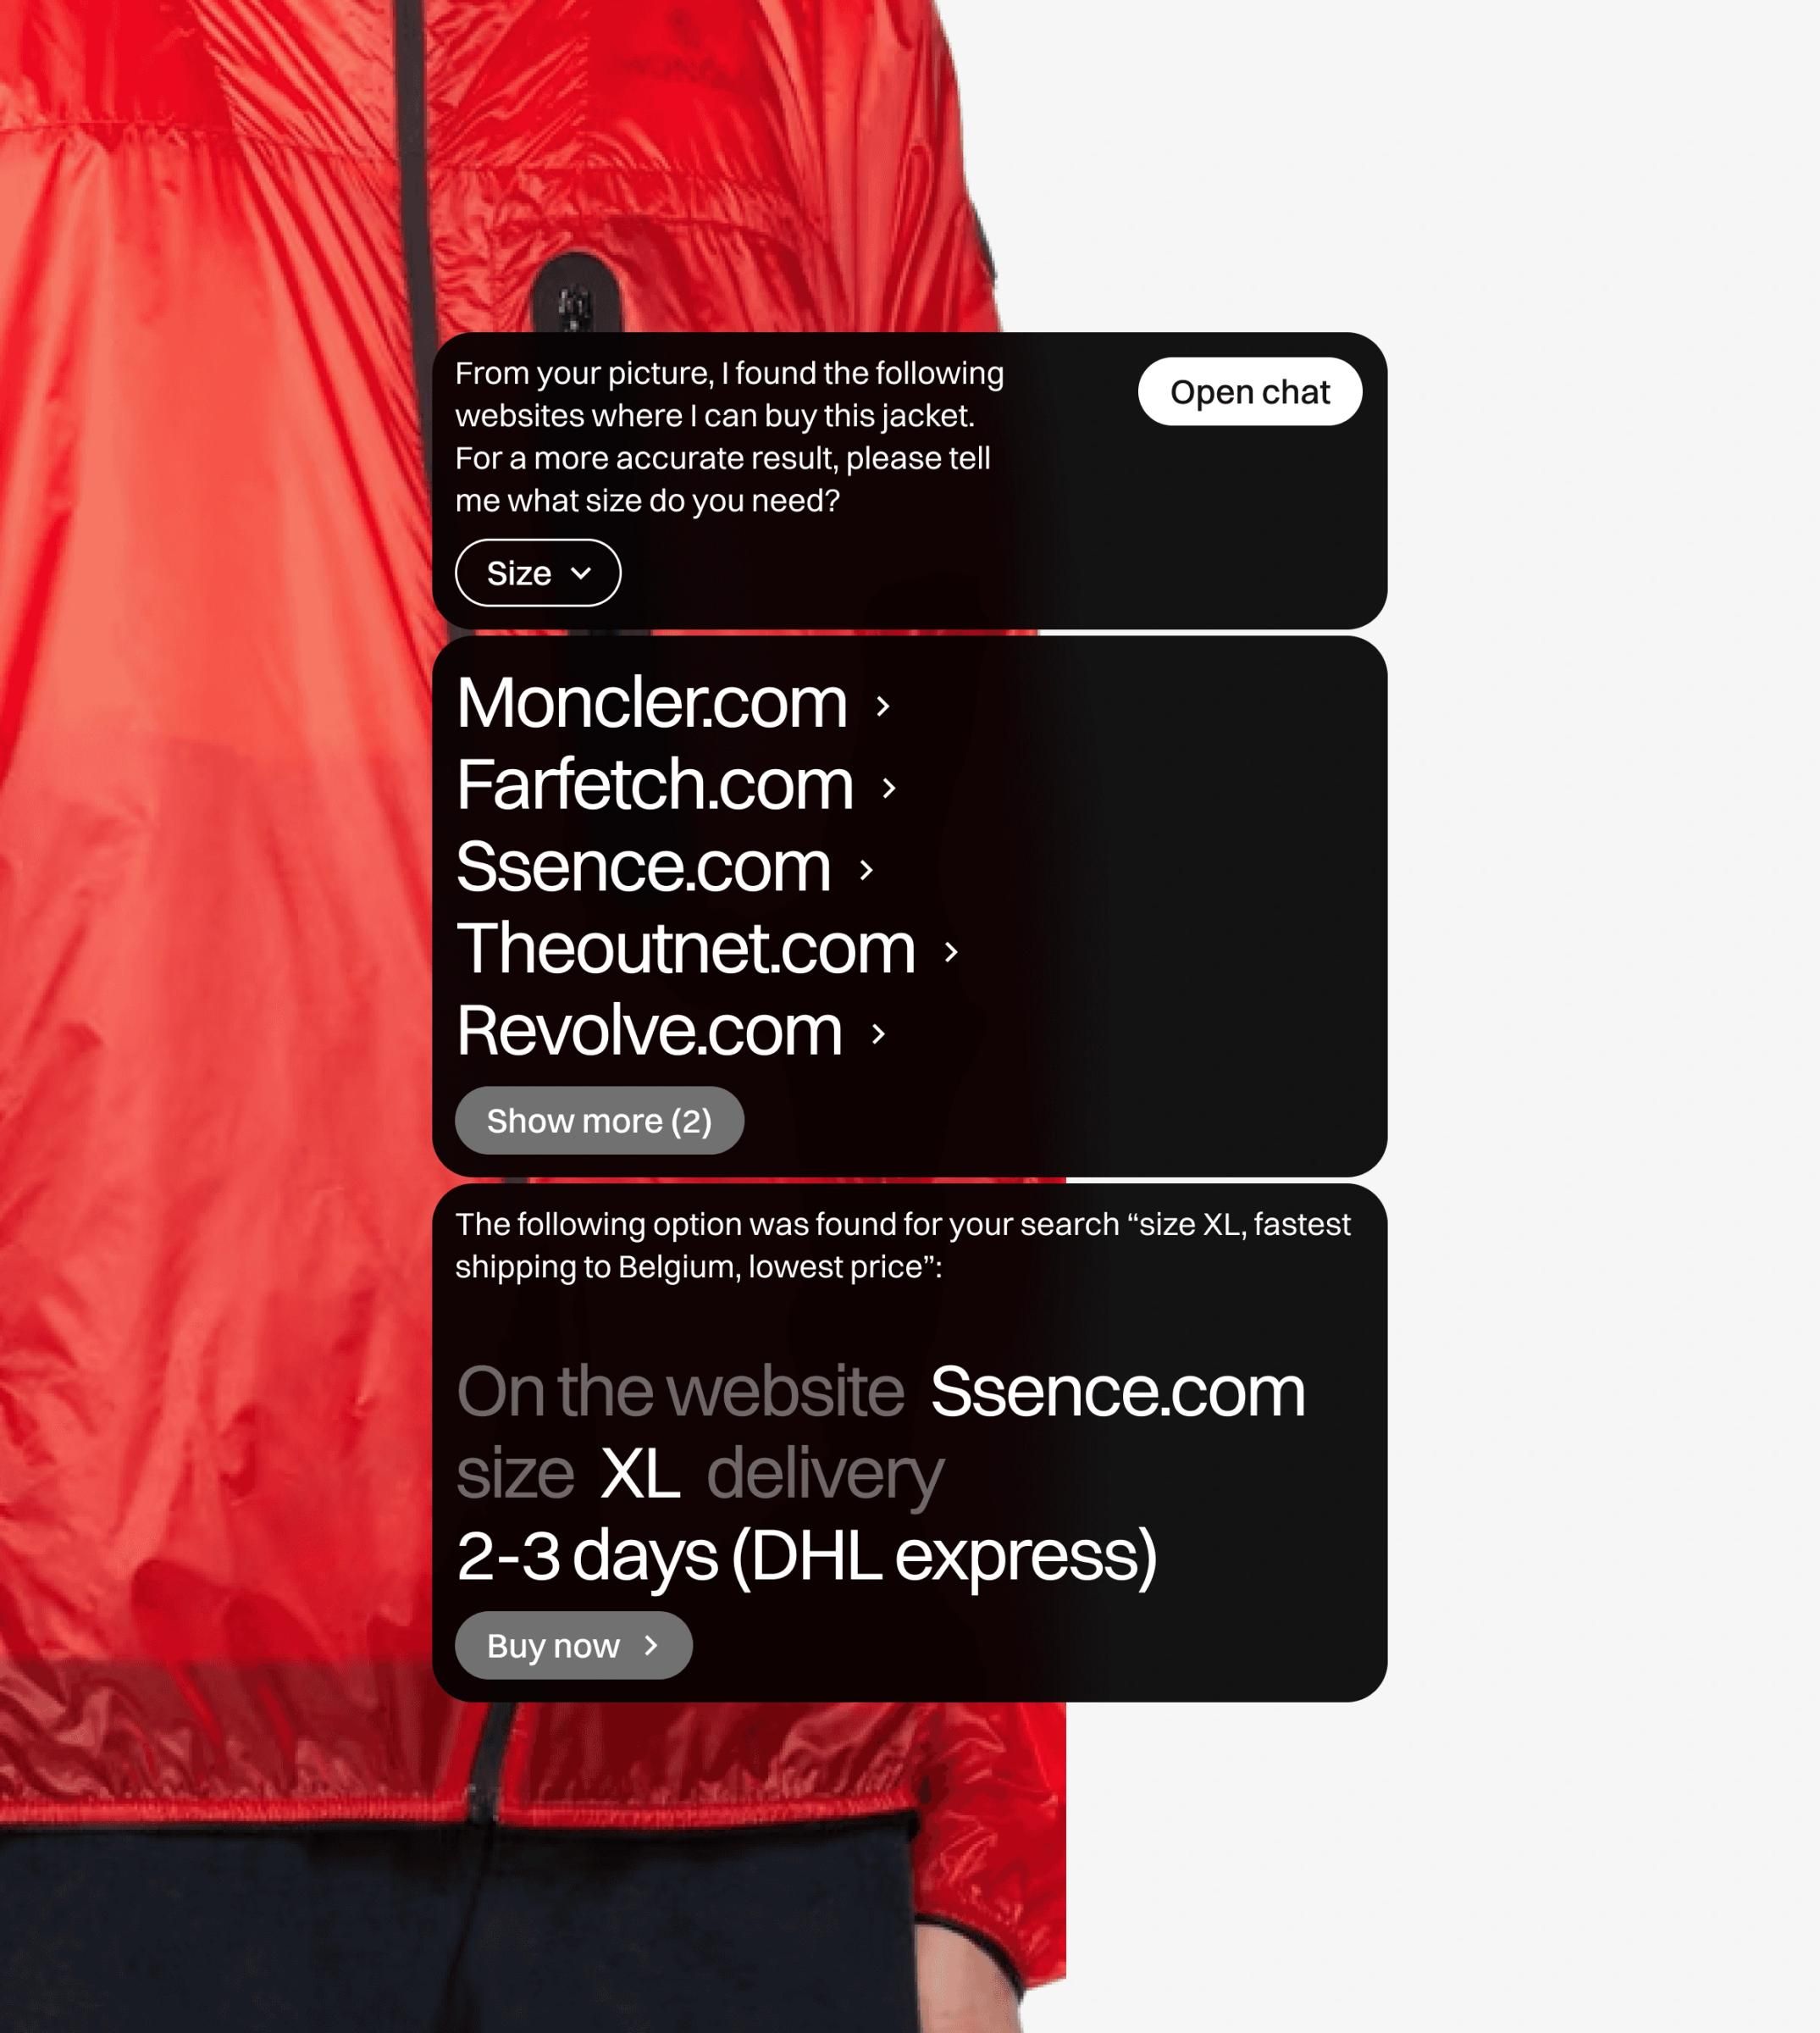 From your picture, I found the following
websites where I can buy this jacket.
For a more accurate result, please tell
me what size do you need?
Open chat
Size
Moncler.com
Farfetch.com
Ssence.com
Theoutnet.com
Revolve.com
Show more (2)
The following option was found for your search “size XL, fastest
shipping to Belgium, lowest price”:
On the website Ssence.com
size XL delivery
2-3 days (DHL express)
Buy now